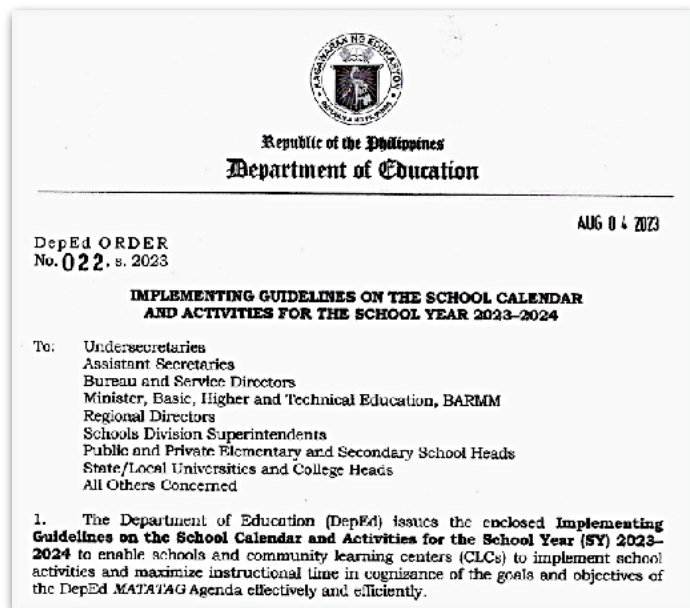 KAGAWARAN NG EDUKASYON
Republic of the Philippines
Department of Education
AUG 04 2023
DepEd ORDER
No. 022, s. 2023
IMPLEMENTING GUIDELINES ON THE SCHOOL CALENDAR
AND ACTIVITIES FOR THE SCHOOL YEAR 2023–2024
To: Undersecretaries
Assistant Secretaries
Bureau and Service Directors
Minister, Basic, Higher and Technical Education, BARMM
Regional Directors
Schools Division Superintendents
Public and Private Elementary and Secondary School Heads
State/Local Universities and College Heads
All Others Concerned
1. The Department of Education (DepEd) issues the enclosed Implementing
Guidelines on the School Calendar and Activities for the School Year (SY) 2023–
2024 to enable schools and community learning centers (CLCs) to implement school
activities and maximize instructional time in cognizance of the goals and objectives of
the DepEd MATATAG Agenda effectively and efficiently.